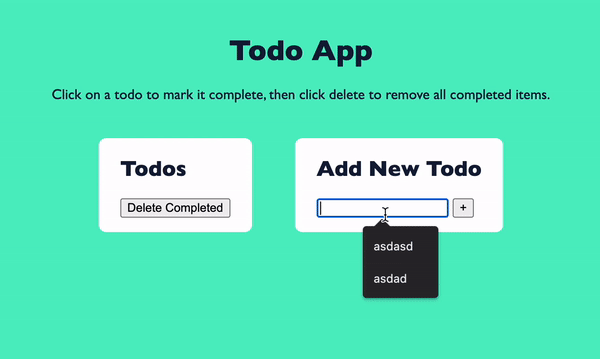 Todo App
Click on a todo to mark it complete, then click delete to remove all completed items.
Todos
Delete Completed
Add New Todo
+
asdasd
asdad